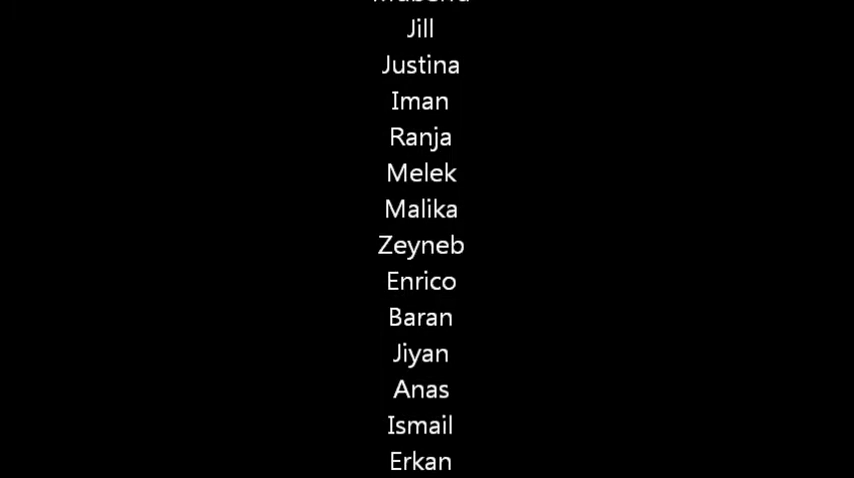 Jill
Justina
Iman
Ranja
Melek
Malika
Zeyneb
Enrico
Baran
Jiyan
Anas
Ismail
Erkan